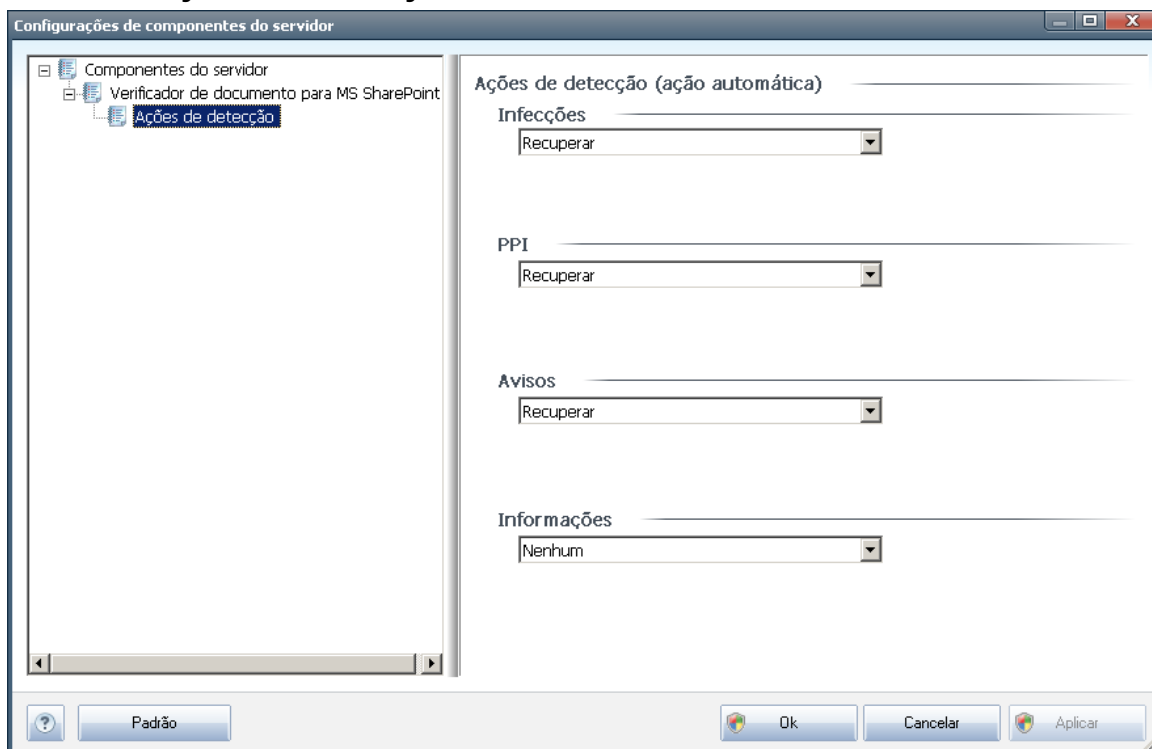 Configurações de componentes do servidor
Componentes do servidor
Verificador de documento para MS SharePoint
Ações de detecção
Ações de detecção (ação automática)
Infecções
Recuperar
PPI
Recuperar
Avisos
Recuperar
Informações
Nenhum
?
Padrão
Ok
Cancelar
Aplicar